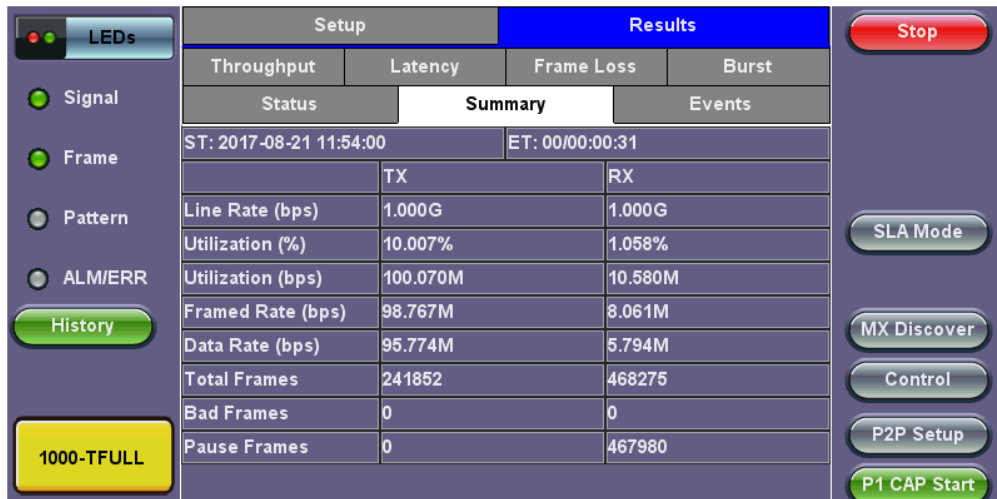 LEDs
Signal
Frame
Pattern
ALM/ERR
History
1000-TFULL
Setup Results
Throughput Latency Frame Loss Burst
Status Summary Events
ST: 2017-08-21 11:54:00 ET: 00/00:00:31
TX RX
Line Rate (bps) 1.000G 1.000G
Utilization (%) 10.007% 1.058%
Utilization (bps) 100.070M 10.580M
Framed Rate (bps) 98.767M 8.061M
Data Rate (bps) 95.774M 5.794M
Total Frames 241852 468275
Bad Frames 0 0
Pause Frames 0 467980
Stop
SLA Mode
MX Discover
Control
P2P Setup
P1 CAP Start